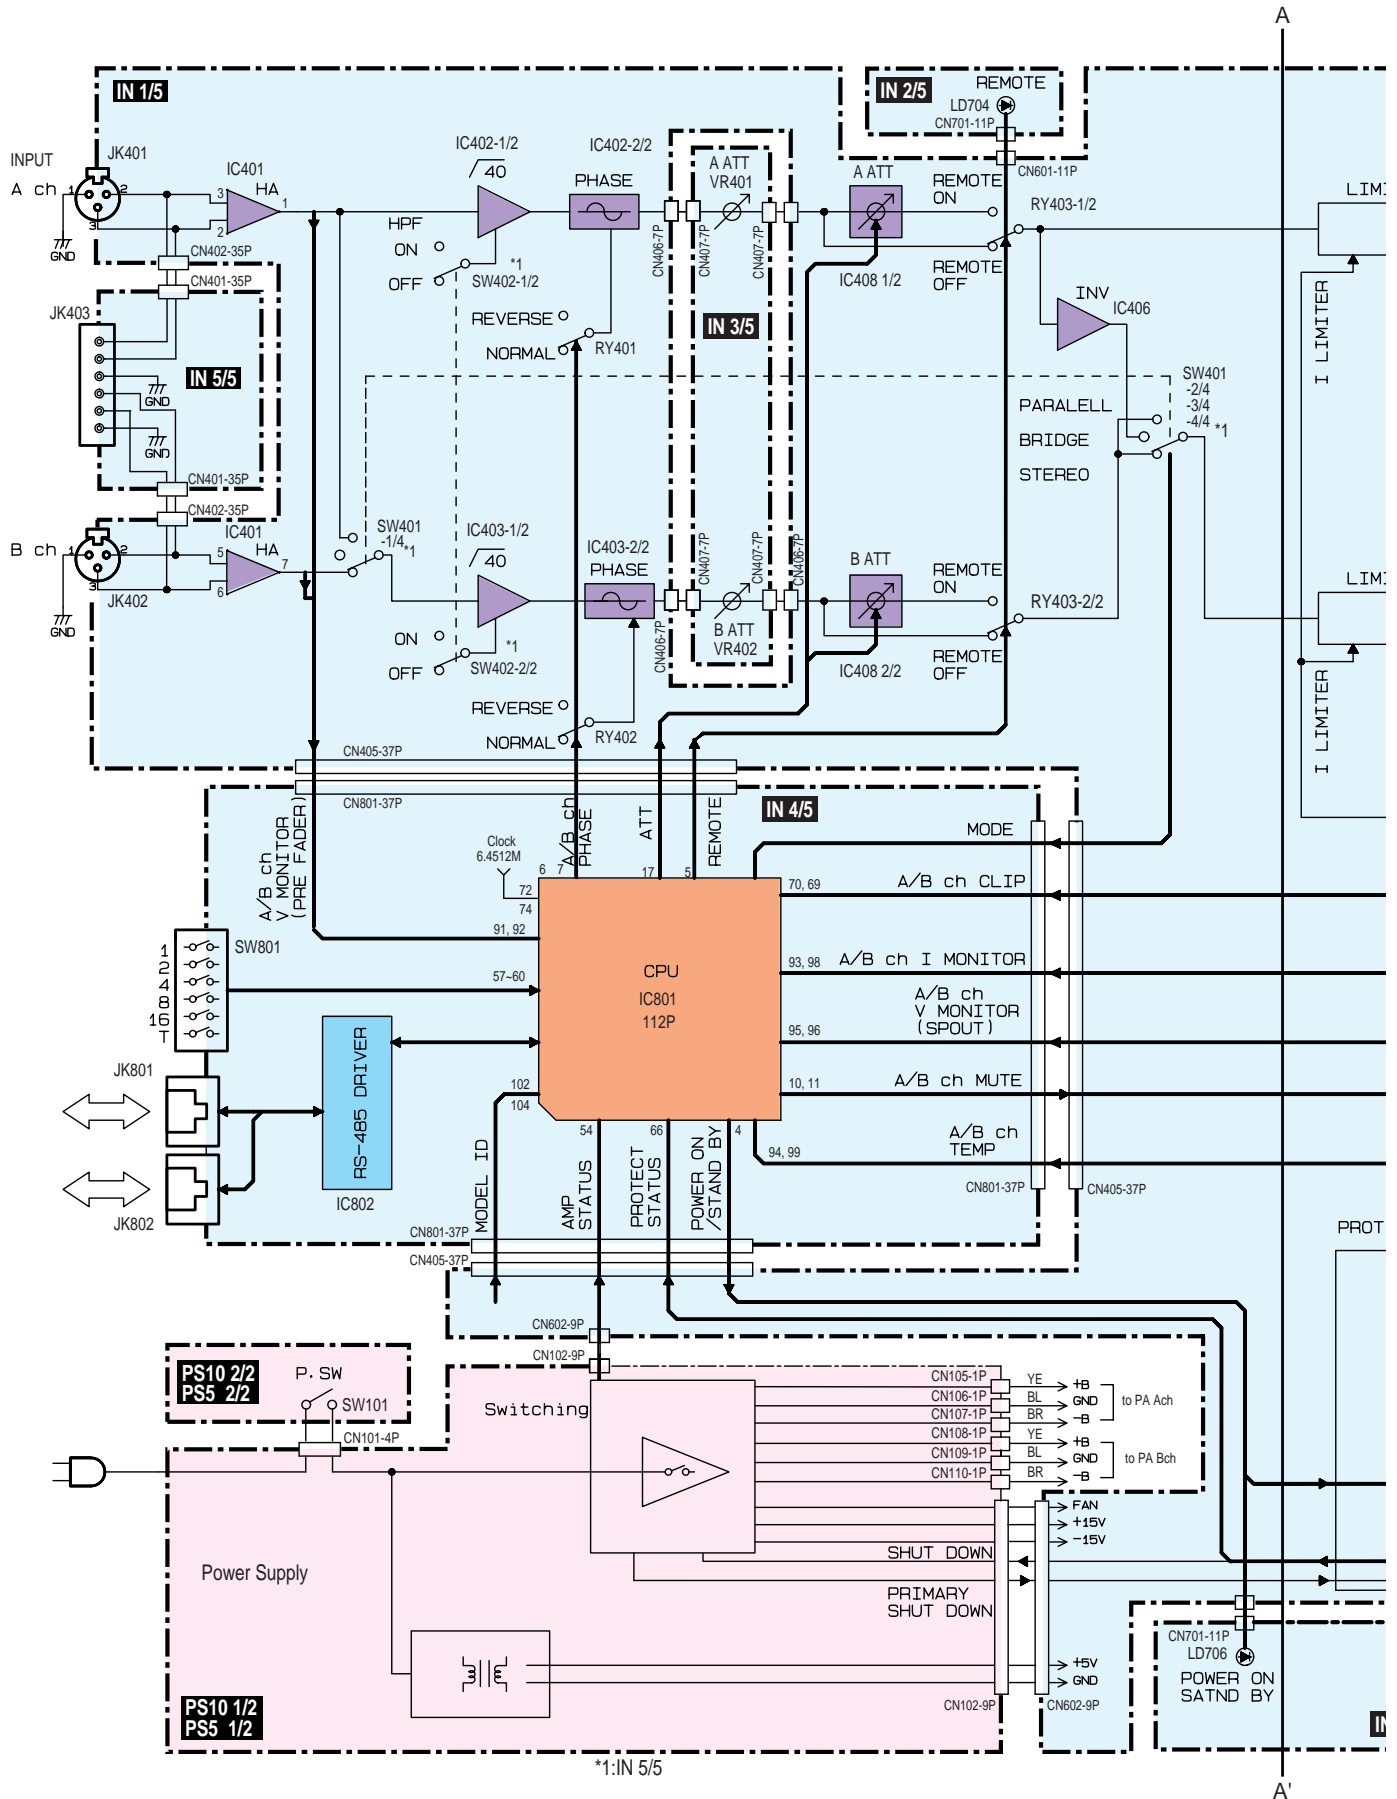 A
IN 1/5
IN 2/5
REMOTE
LD704
CN701-11P
CN601-11P
INPUT
A ch
JK401
1
2
3
GND
IC401
HA
3
2
1
CN402-35P
CN401-35P
IC402-1/2
40
HPF
ON
OFF
*1
SW402-1/2
IC402-2/2
PHASE
REVERSE
NORMAL
RY401
CN406-7P
CN407-7P
A ATT
VR401
CN407-7P
IN 3/5
A ATT
IC408 1/2
REMOTE
ON
REMOTE
OFF
RY403-1/2
INV
IC406
LIMI
I LIMITER
JK403
IN 5/5
GND
GND
CN401-35P
CN402-35P
SW401
-2/4
-3/4
-4/4
*1
PARALELL
BRIDGE
STEREO
B ch
JK402
1
2
3
GND
IC401
HA
5
6
7
SW401
-1/4
*1
IC403-1/2
40
ON
OFF
*1
SW402-2/2
IC403-2/2
PHASE
REVERSE
NORMAL
RY402
CN406-7P
CN407-7P
CN407-7P
CN406-7P
B ATT
VR402
B ATT
IC408 2/2
REMOTE
ON
REMOTE
OFF
RY403-2/2
LIMI
I LIMITER
CN405-37P
CN801-37P
IN 4/5
A/B ch
V MONITOR
(PRE FADER)
Clock
6.4512M
A/B ch
PHASE
ATT
REMOTE
6
7
17
5
72
74
91, 92
57~60
102
104
CPU
IC801
112P
MODE
70, 69
A/B ch CLIP
93, 98
A/B ch I MONITOR
A/B ch
V MONITOR
(SPOUT)
95, 96
10, 11
A/B ch MUTE
A/B ch
TEMP
94, 99
CN801-37P
CN405-37P
1
2
4
8
16
T
SW801
JK801
JK802
RS-485 DRIVER
IC802
54
66
4
MODEL ID
AMP
STATUS
PROTECT
STATUS
POWER ON
/STAND BY
CN801-37P
CN405-37P
PROT
CN602-9P
CN102-9P
PS10 2/2
PS5 2/2
P. SW
SW101
CN101-4P
Switching
CN105-1P
YE
+B
CN106-1P
BL
GND
to PA Ach
CN107-1P
BR
-B
CN108-1P
YE
+B
CN109-1P
BL
GND
to PA Bch
CN110-1P
BR
-B
FAN
+15V
-15V
SHUT DOWN
PRIMARY
SHUT DOWN
Power Supply
+5V
GND
CN102-9P
CN602-9P
PS10 1/2
PS5 1/2
CN701-11P
LD706
POWER ON
SATND BY
*1:IN 5/5
A'